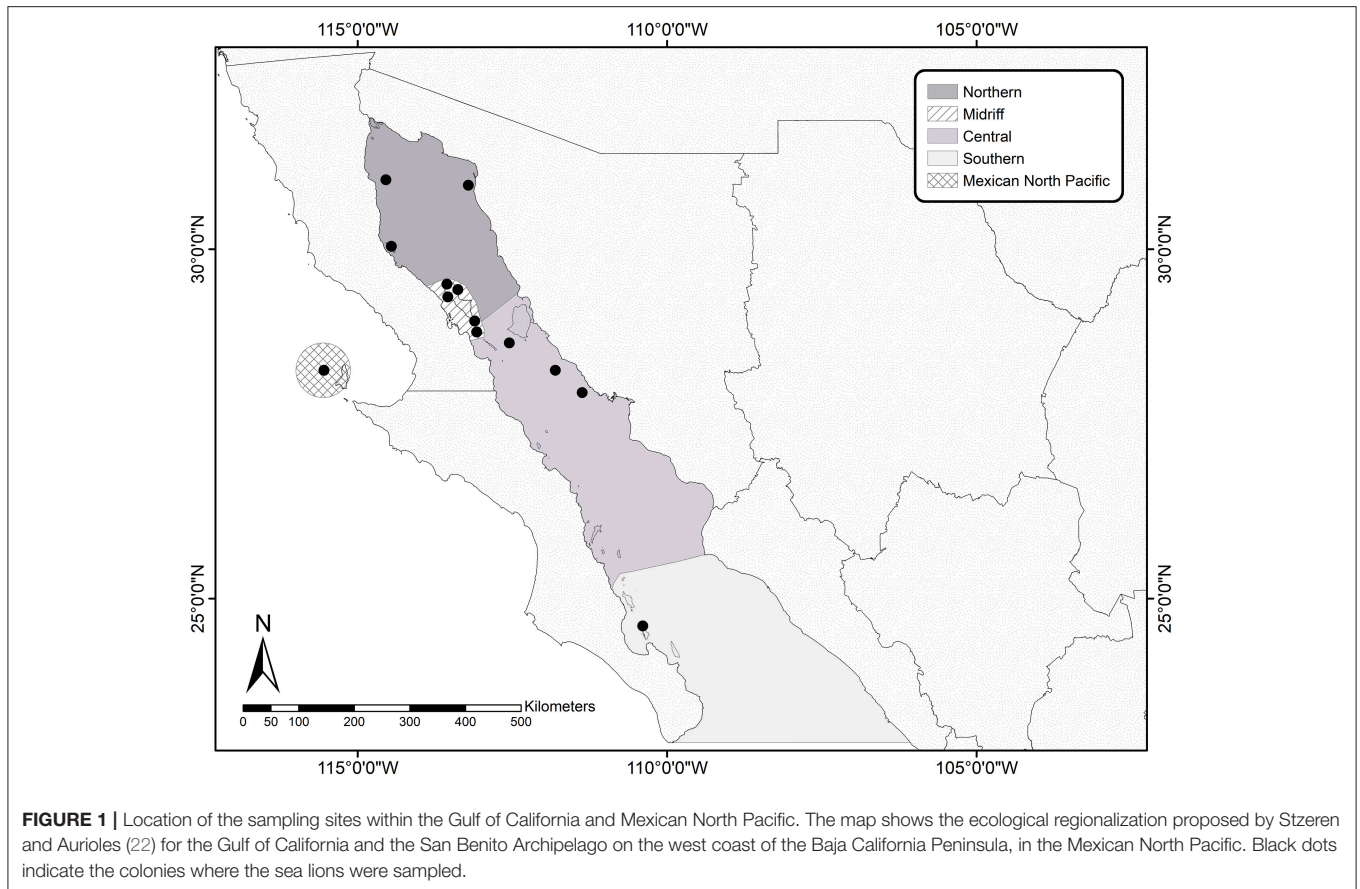 115°0'0"W 110°0'0"W 105°0'0"W
Northern
Midriff
Central
Southern
Mexican North Pacific
30°0'0"N 30°0'0"N
25°0'0"N 25°0'0"N
N
Kilometers
0 50 100 200 300 400 500
115°0'0"W 110°0'0"W 105°0'0"W
FIGURE 1 | Location of the sampling sites within the Gulf of California and Mexican North Pacific. The map shows the ecological regionalization proposed by Stzeren
and Aurioles (22) for the Gulf of California and the San Benito Archipelago on the west coast of the Baja California Peninsula, in the Mexican North Pacific. Black dots
indicate the colonies where the sea lions were sampled.